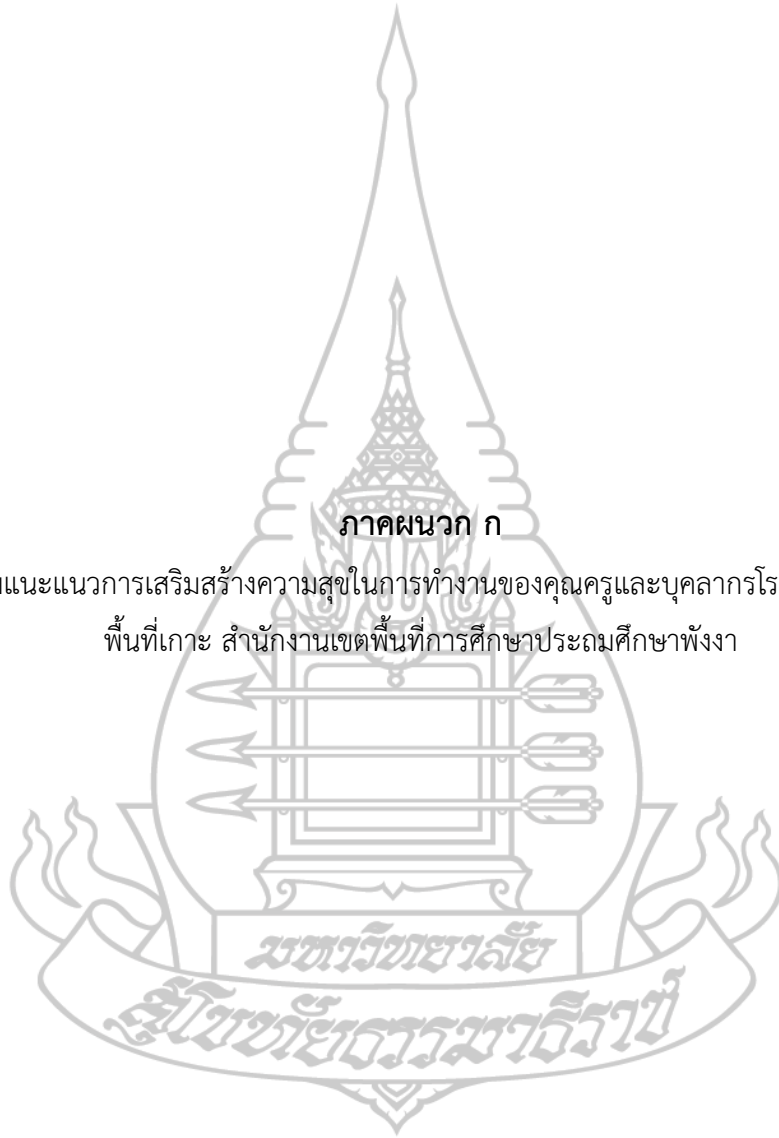 ภาคผนวก ก
แนะแนวการเสริมสร้างความสุขในการทำงานของคุณครูและบุคลากรโร
พื้นที่เกาะ สำนักงานเขตพื้นที่การศึกษาประถมศึกษาพังงา
มหาวิทยาลัย
สุโขทัยธรรมาธิราช